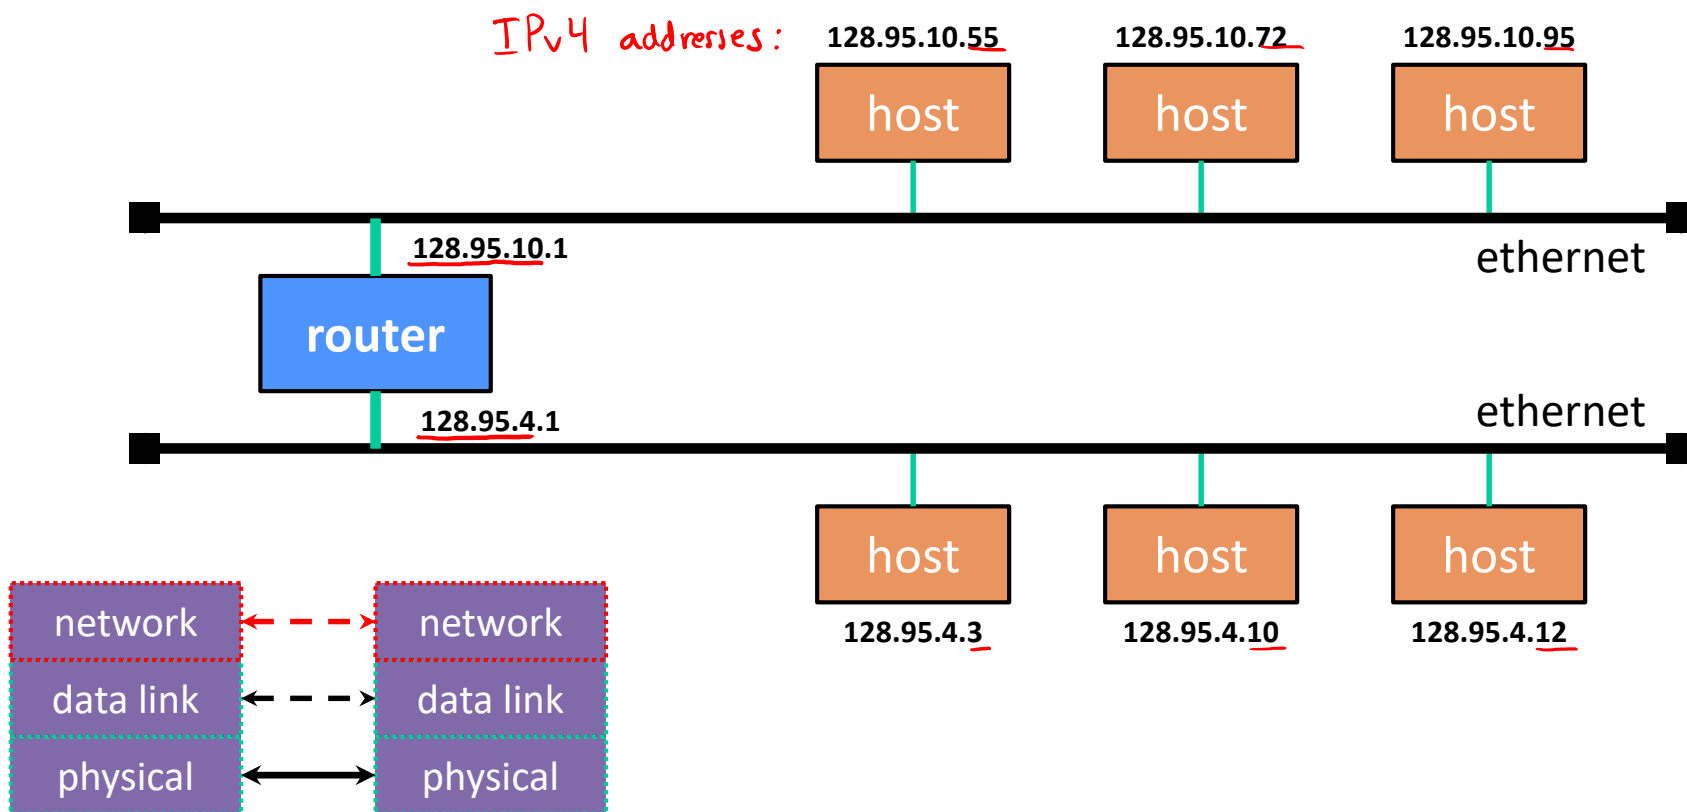 IPv4 addresses:
128.95.10.55 128.95.10.72 128.95.10.95
host host host
128.95.10.1
ethernet
router
128.95.4.1
ethernet
host host host
128.95.4.3 128.95.4.10 128.95.4.12
network network
data link data link
physical physical